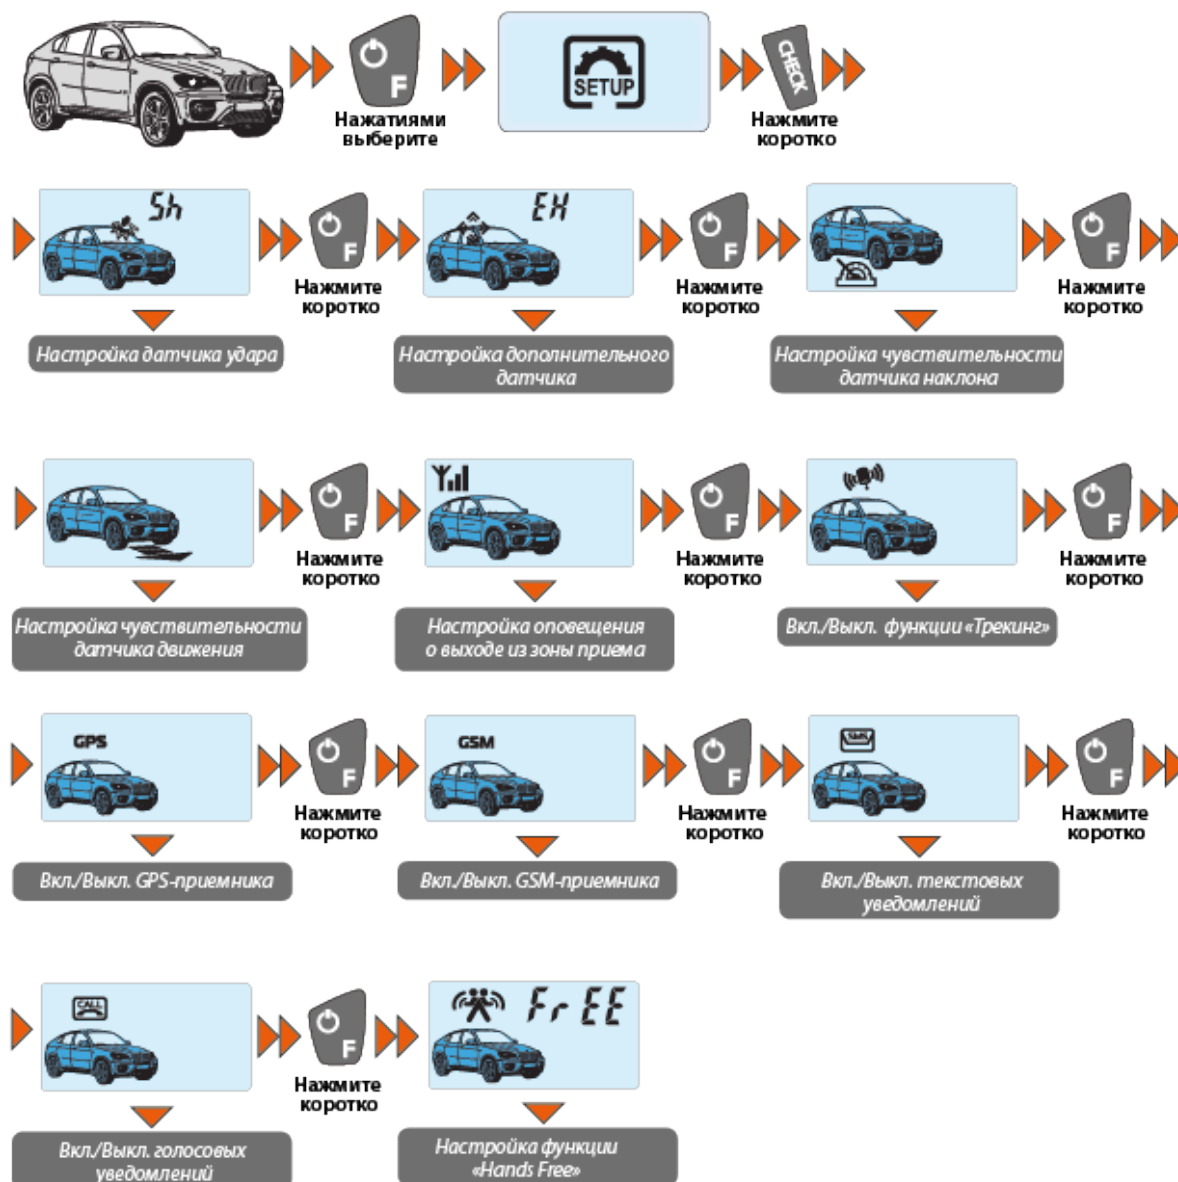 F
SETUP
CHECK
Нажатиями
выберите
Нажмите
коротко
Sh
F
EH
F
F
Нажмите
коротко
Нажмите
коротко
Нажмите
коротко
Настройка датчика удара
Настройка дополнительного
датчика
Настройка чувствительности
датчика наклона
F
F
F
Нажмите
коротко
Нажмите
коротко
Нажмите
коротко
Настройка чувствительности
датчика движения
Настройка оповещения
о выходе из зоны приема
Вкл./Выкл. функции «Трекинг»
GPS
F
GSM
F
SMS
F
Нажмите
коротко
Нажмите
коротко
Нажмите
коротко
Вкл./Выкл. GPS-приемника
Вкл./Выкл. GSM-приемника
Вкл./Выкл. текстовых
уведомлений
CALL
F
FrEE
Нажмите
коротко
Вкл./Выкл. голосовых
уведомлений
Настройка функции
«Hands Free»